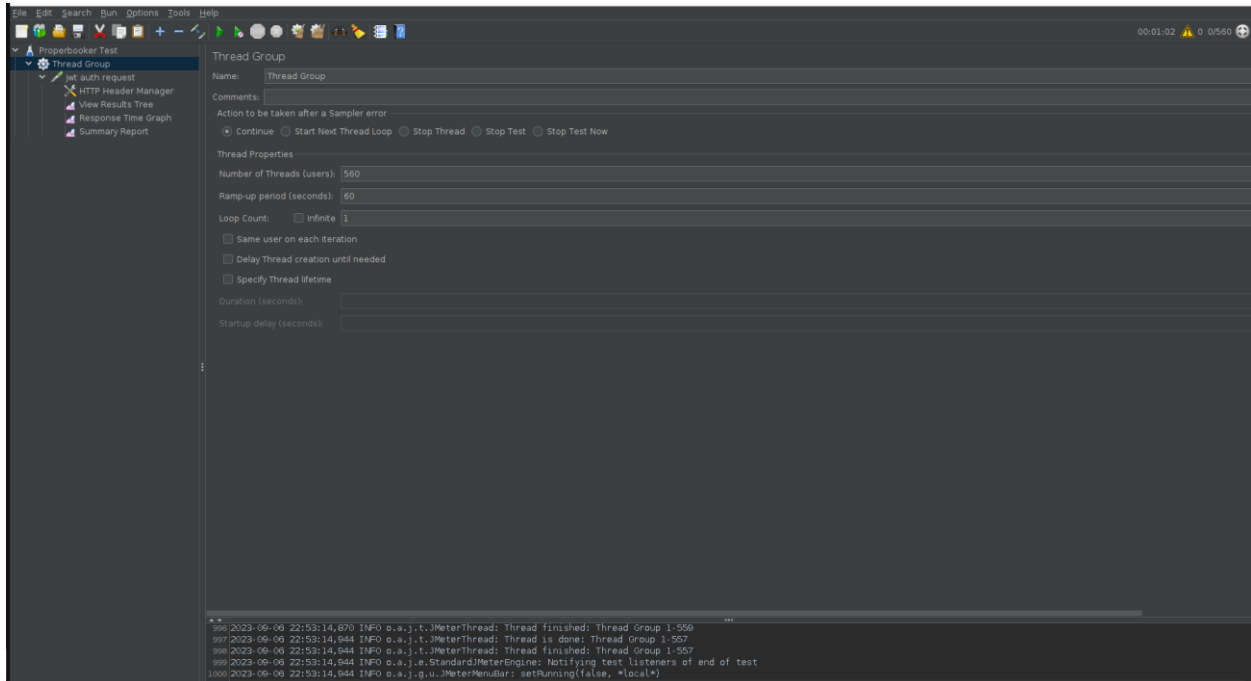 File Edit Search Run Options Tools Help
00:01:02 0 0/560
Properbooker Test
Thread Group
jwt auth request
HTTP Header Manager
View Results Tree
Response Time Graph
Summary Report
Thread Group
Name: Thread Group
Comments:
Action to be taken after a Sampler error
Continue Start Next Thread Loop Stop Thread Stop Test Stop Test Now
Thread Properties
Number of Threads (users): 560
Ramp-up period (seconds): 60
Loop Count: Infinite 1
Same user on each iteration
Delay Thread creation until needed
Specify Thread lifetime
Duration (seconds):
Startup delay (seconds):
996 2023-09-06 22:53:14,870 INFO o.a.j.t.JMeterThread: Thread finished: Thread Group 1-559
997 2023-09-06 22:53:14,944 INFO o.a.j.t.JMeterThread: Thread is done: Thread Group 1-557
998 2023-09-06 22:53:14,944 INFO o.a.j.t.JMeterThread: Thread finished: Thread Group 1-557
999 2023-09-06 22:53:14,944 INFO o.a.j.e.StandardJMeterEngine: Notifying test listeners of end of test
1000 2023-09-06 22:53:14,944 INFO o.a.j.g.u.JMeterMenuBar: setRunning(false, *local*)